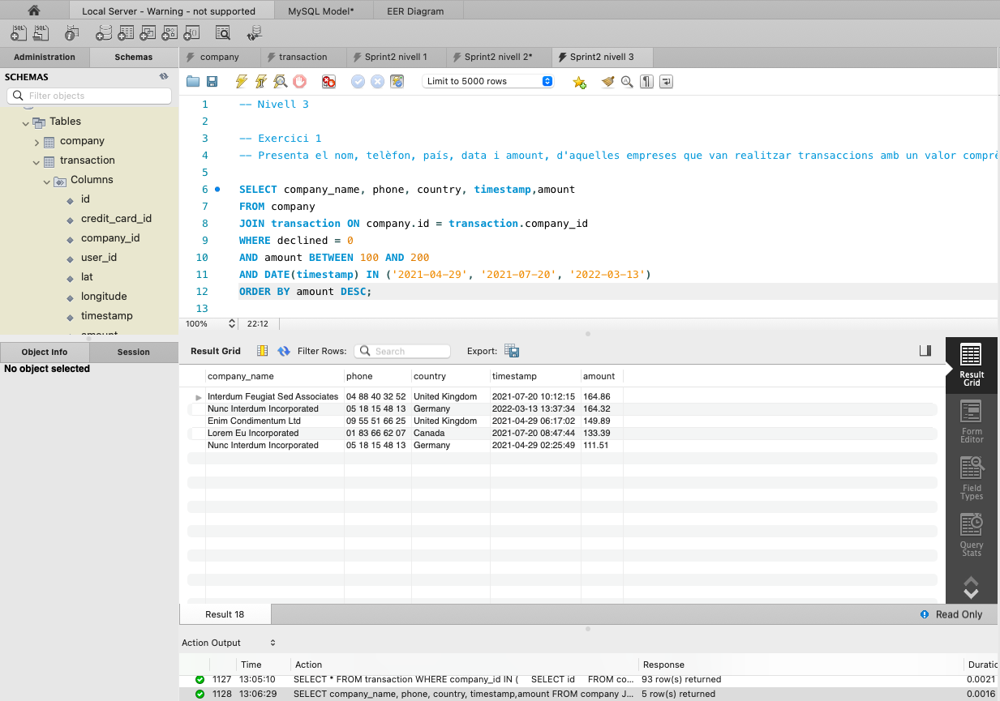 Local Server - Warning - not supported
MySQL Model*
EER Diagram
Administration
Schemas
company
transaction
Sprint2 nivell 1
Sprint2 nivell 2*
Sprint2 nivell 3
SCHEMAS
Filter objects
Tables
company
transaction
Columns
id
credit_card_id
company_id
user_id
lat
longitude
timestamp
amount
Object Info
Session
No object selected
Limit to 5000 rows
1 -- Nivell 3
2
3 -- Exercici 1
4 -- Presenta el nom, telèfon, país, data i amount, d'aquelles empreses que van realitzar transaccions amb un valor comprè
5
6 SELECT company_name, phone, country, timestamp,amount
7 FROM company
8 JOIN transaction ON company.id = transaction.company_id
9 WHERE declined = 0
10 AND amount BETWEEN 100 AND 200
11 AND DATE(timestamp) IN ('2021-04-29', '2021-07-20', '2022-03-13')
12 ORDER BY amount DESC;
13
100% 22:12
Result Grid Filter Rows: Search Export:
company_name phone country timestamp amount
Interdum Feugiat Sed Associates 04 88 40 32 52 United Kingdom 2021-07-20 10:12:15 164.86
Nunc Interdum Incorporated 05 18 15 48 13 Germany 2022-03-13 13:37:34 164.32
Enim Condimentum Ltd 09 55 51 66 25 United Kingdom 2021-04-29 06:17:02 149.89
Lorem Eu Incorporated 01 83 66 62 07 Canada 2021-07-20 08:47:44 133.39
Nunc Interdum Incorporated 05 18 15 48 13 Germany 2021-04-29 02:25:49 111.51
Result
Grid
Form
Editor
Field
Types
Query
Stats
Result 18
Read Only
Action Output
Time Action Response Duratic
1127 13:05:10 SELECT * FROM transaction WHERE company_id IN ( SELECT id FROM co... 93 row(s) returned 0.0021
1128 13:06:29 SELECT company_name, phone, country, timestamp,amount FROM company J... 5 row(s) returned 0.0016